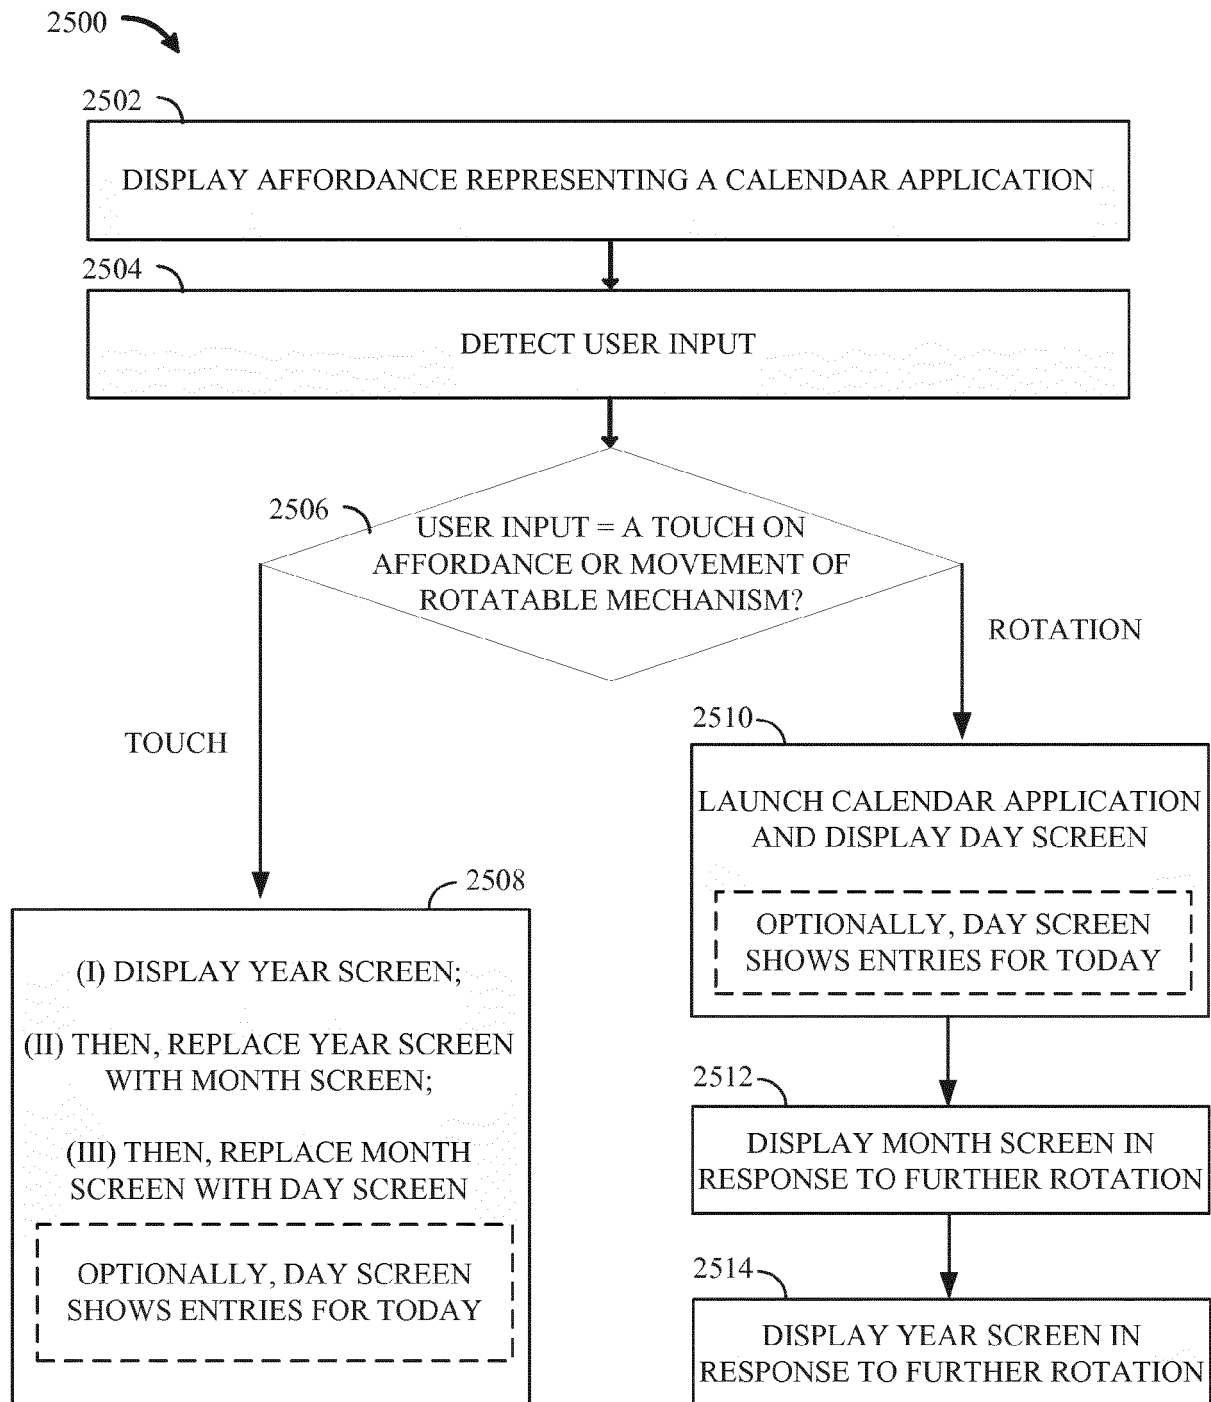 2500
2502
DISPLAY AFFORDANCE REPRESENTING A CALENDAR APPLICATION
2504
DETECT USER INPUT
2506
USER INPUT = A TOUCH ON
AFFORDANCE OR MOVEMENT OF
ROTATABLE MECHANISM?
TOUCH
ROTATION
2508
(I) DISPLAY YEAR SCREEN;
(II) THEN, REPLACE YEAR SCREEN
WITH MONTH SCREEN;
(III) THEN, REPLACE MONTH
SCREEN WITH DAY SCREEN
OPTIONALLY, DAY SCREEN
SHOWS ENTRIES FOR TODAY
2510
LAUNCH CALENDAR APPLICATION
AND DISPLAY DAY SCREEN
OPTIONALLY, DAY SCREEN
SHOWS ENTRIES FOR TODAY
2512
DISPLAY MONTH SCREEN IN
RESPONSE TO FURTHER ROTATION
2514
DISPLAY YEAR SCREEN IN
RESPONSE TO FURTHER ROTATION